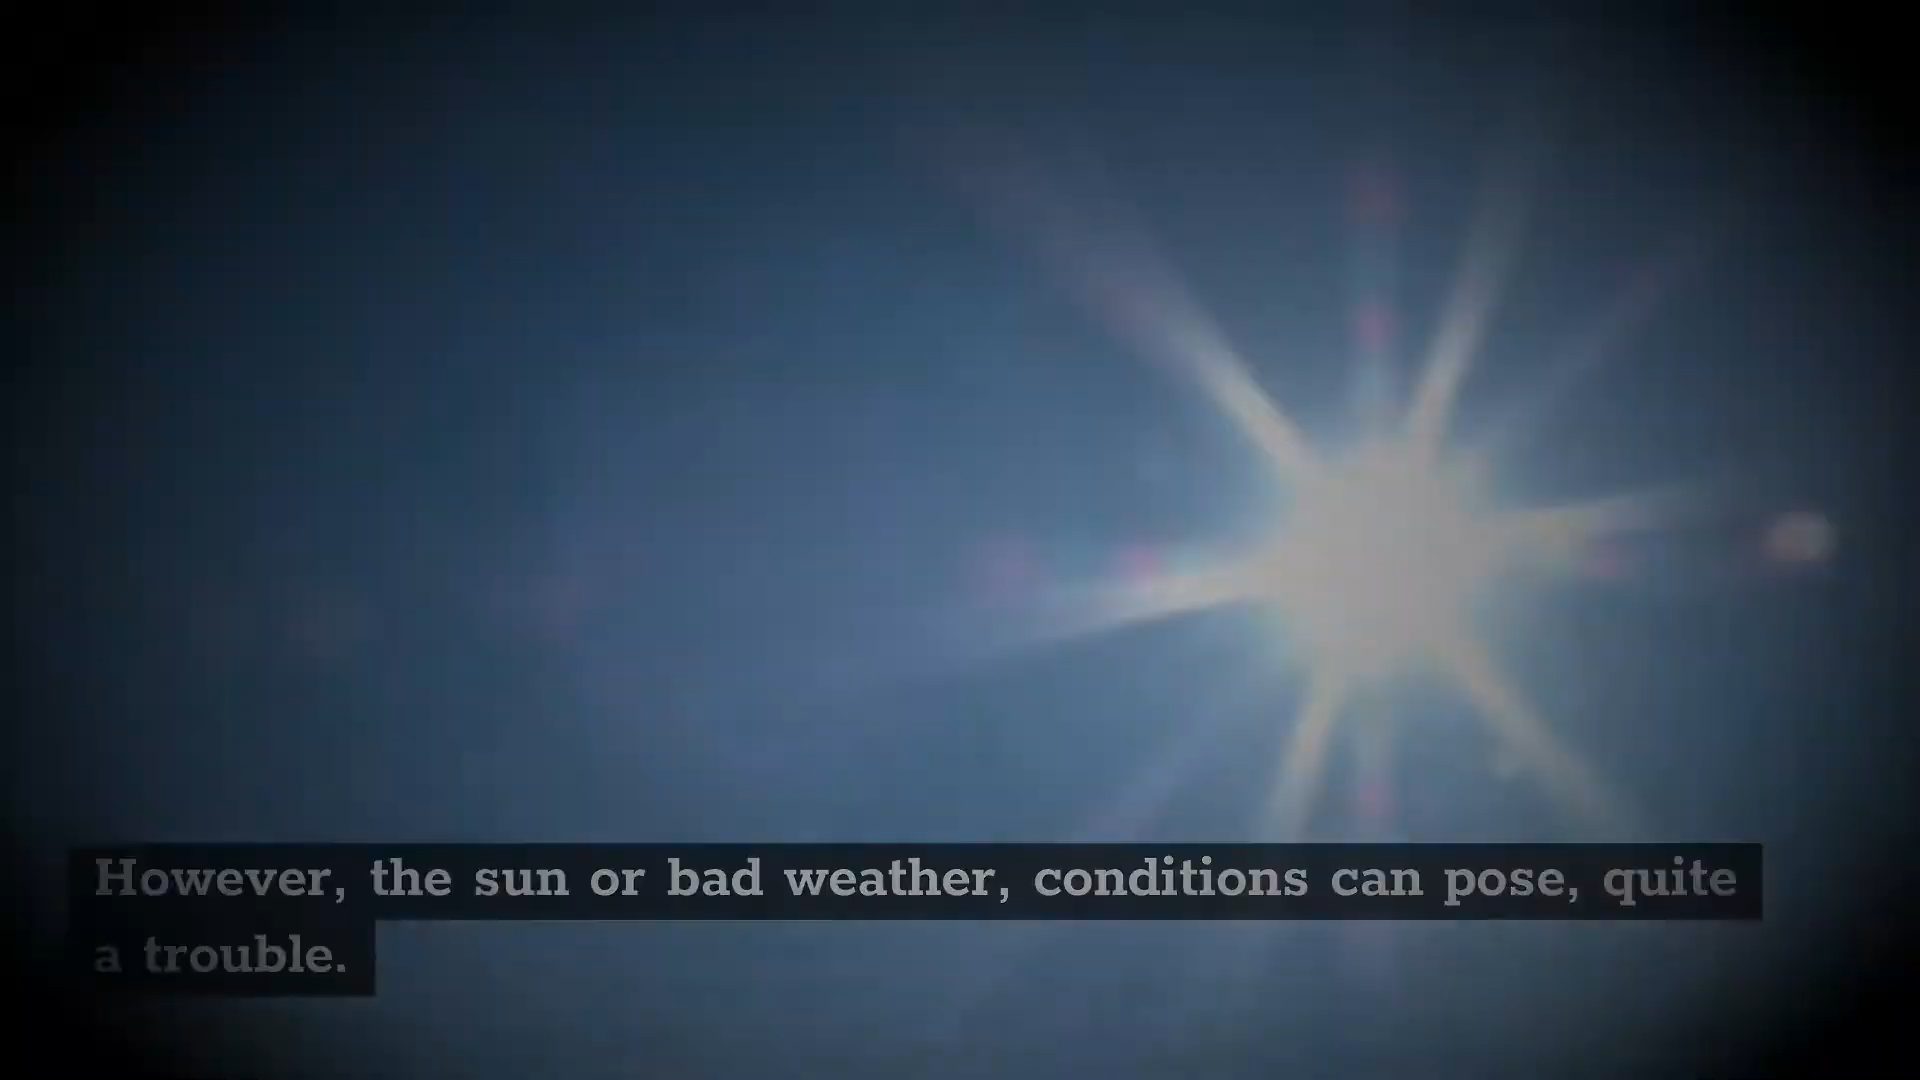 However, the sun or bad weather, conditions can pose, quite
a trouble.